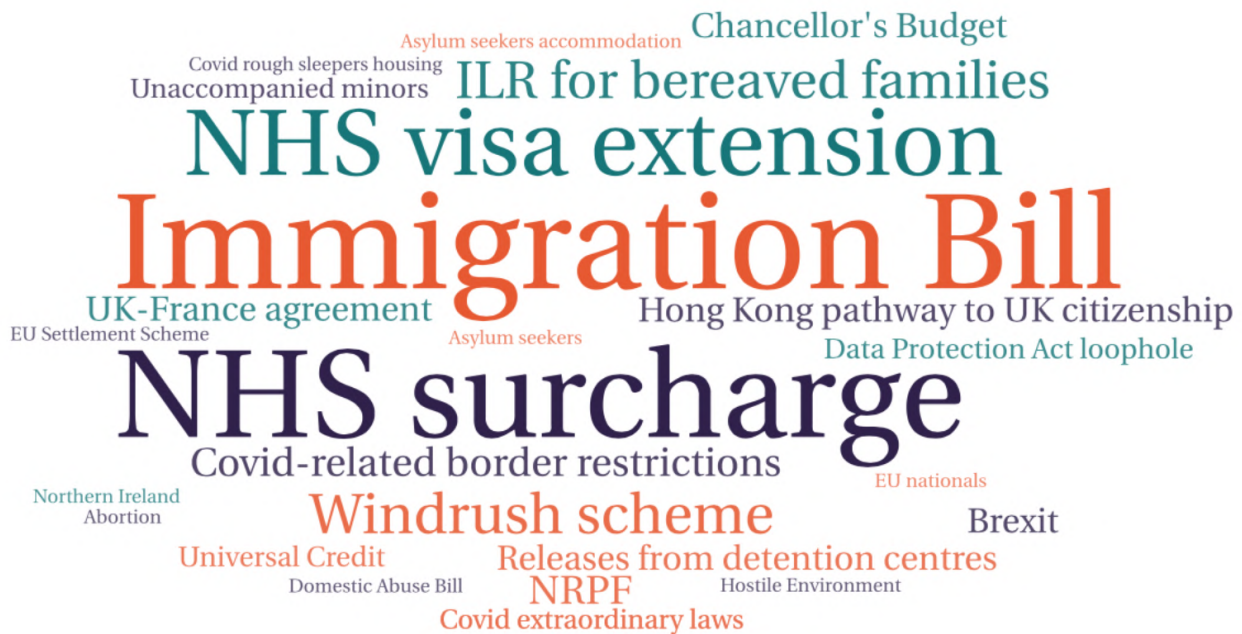 Chancellor's Budget
Asylum seekers accommodation
Covid rough sleepers housing
ILR for bereaved families
Unaccompanied minors
NHS visa extension
Immigration Bill
UK-France agreement
Hong Kong pathway to UK citizenship
EU Settlement Scheme
Asylum seekers
Data Protection Act loophole
NHS surcharge
Covid-related border restrictions
EU nationals
Northern Ireland
Abortion
Windrush scheme
Brexit
Universal Credit
Releases from detention centres
Domestic Abuse Bill
NRPF
Hostile Environment
Covid extraordinary laws